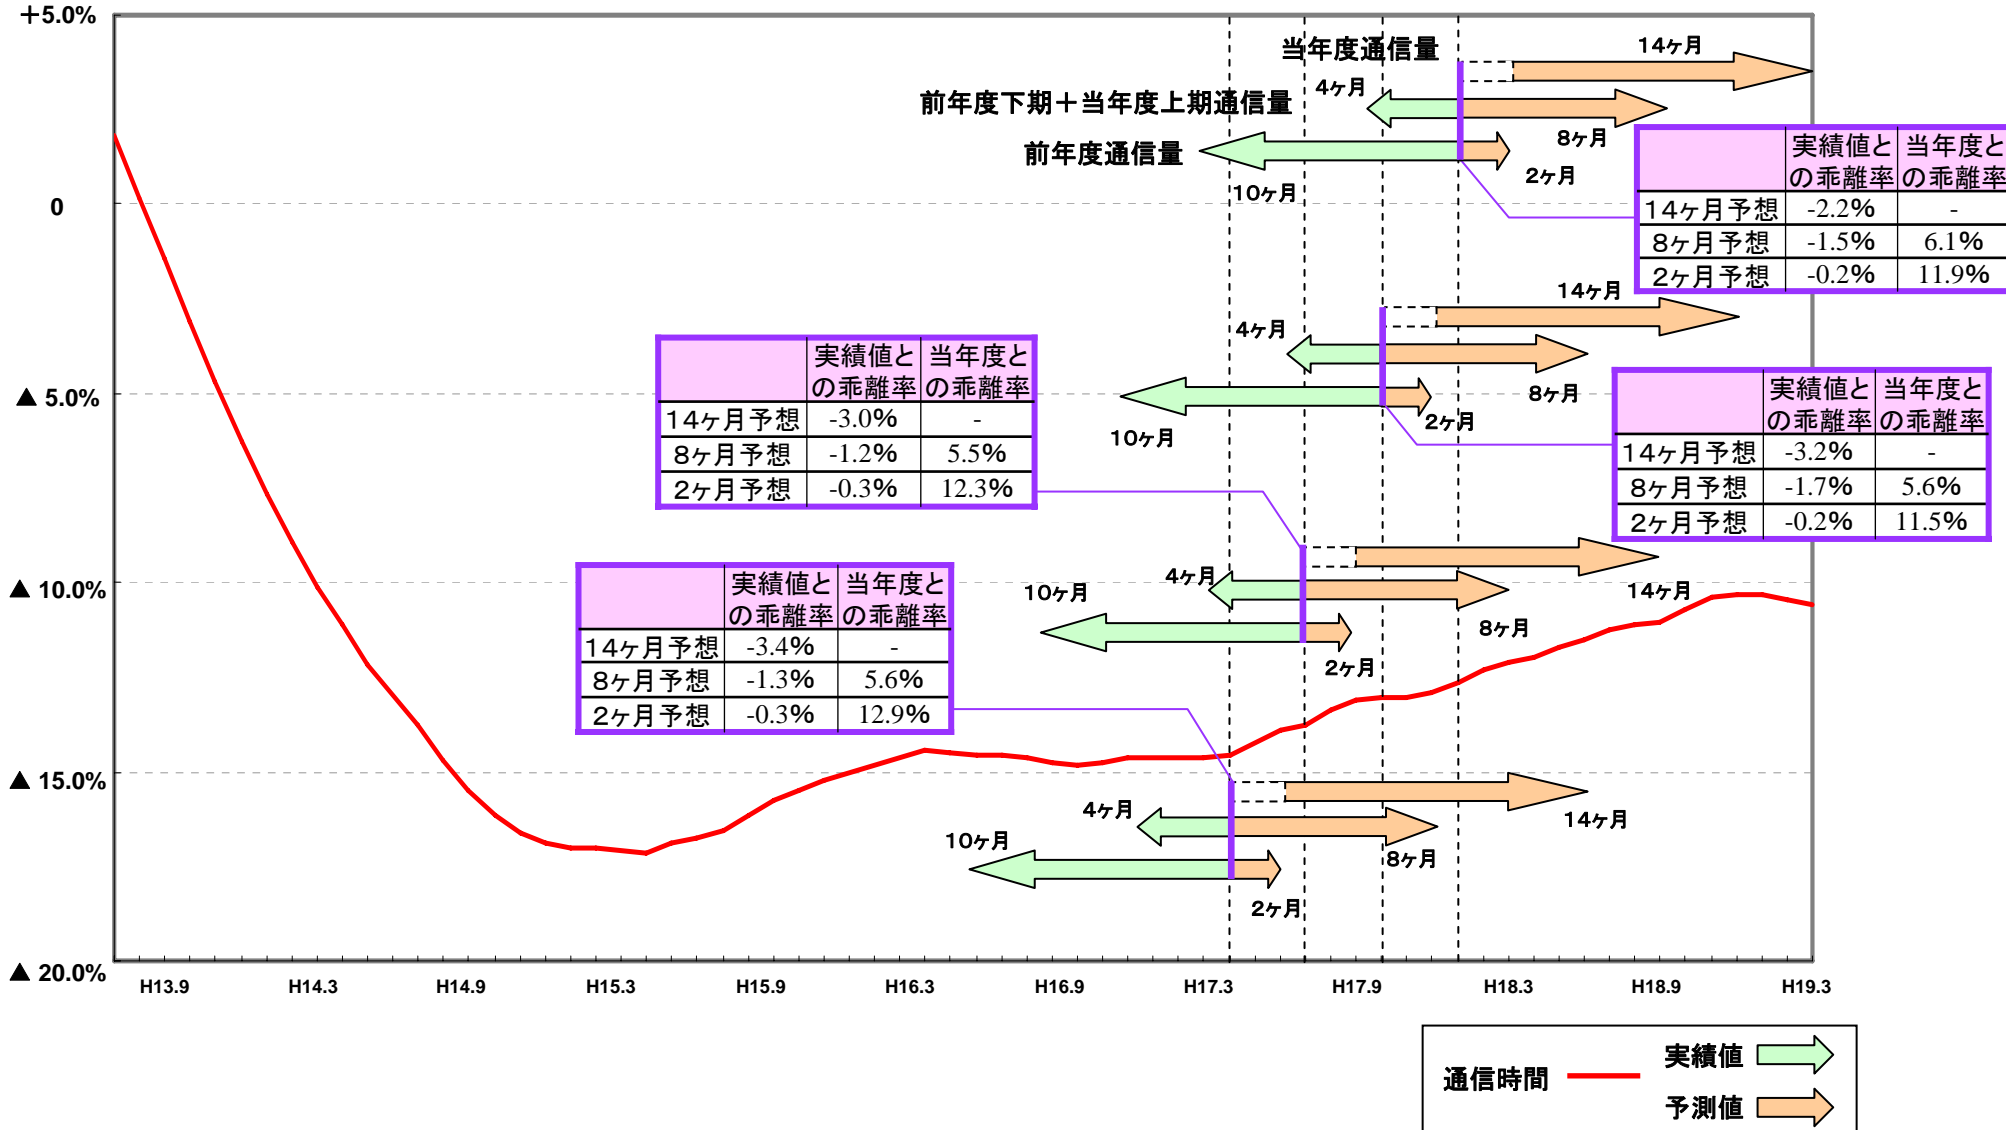 ＋5.0%
0
▲ 5.0%
▲ 10.0%
▲ 15.0%
▲ 20.0%
当年度通信量
14ヶ月
前年度下期＋当年度上期通信量
4ヶ月
8ヶ月
前年度通信量
10ヶ月
2ヶ月
実績値と
の乖離率
当年度と
の乖離率
14ヶ月予想 -2.2% -
8ヶ月予想 -1.5% 6.1%
2ヶ月予想 -0.2% 11.9%
14ヶ月
4ヶ月
8ヶ月
10ヶ月
2ヶ月
実績値と
の乖離率
当年度と
の乖離率
14ヶ月予想 -3.2% -
8ヶ月予想 -1.7% 5.6%
2ヶ月予想 -0.2% 11.5%
実績値と
の乖離率
当年度と
の乖離率
14ヶ月予想 -3.0% -
8ヶ月予想 -1.2% 5.5%
2ヶ月予想 -0.3% 12.3%
14ヶ月
4ヶ月
8ヶ月
10ヶ月
2ヶ月
実績値と
の乖離率
当年度と
の乖離率
14ヶ月予想 -3.4% -
8ヶ月予想 -1.3% 5.6%
2ヶ月予想 -0.3% 12.9%
14ヶ月
4ヶ月
8ヶ月
10ヶ月
2ヶ月
H13.9 H14.3 H14.9 H15.3 H15.9 H16.3 H16.9 H17.3 H17.9 H18.3 H18.9 H19.3
通信時間
実績値
予測値